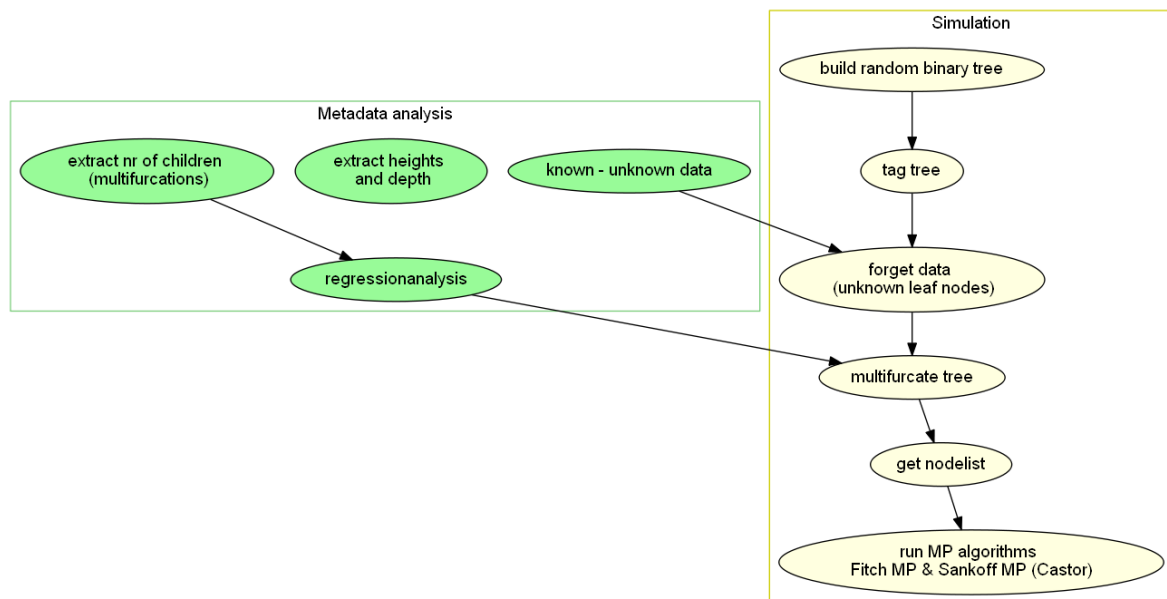 Simulation
build random binary tree
Metadata analysis
extract nr of children
(multifurcations)
extract heights
and depth
known - unknown data
tag tree
regressionanalysis
forget data
(unknown leaf nodes)
multifurcate tree
get nodelist
run MP algorithms
Fitch MP & Sankoff MP (Castor)